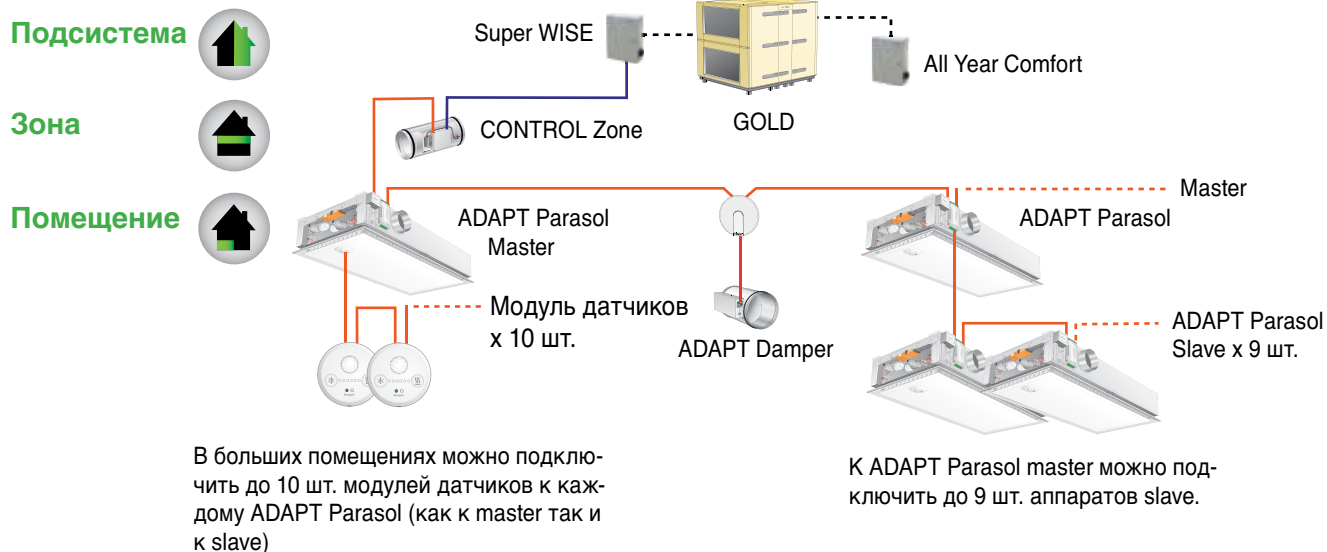 Подсистема
Super WISE
All Year Comfort
GOLD
Зона
CONTROL Zone
Помещение
ADAPT Parasol
Master
Master
ADAPT Parasol
Модуль датчиков
x 10 шт.
ADAPT Damper
ADAPT Parasol
Slave x 9 шт.
В больших помещениях можно подклю-
чить до 10 шт. модулей датчиков к каж-
дому ADAPT Parasol (как к master так и
к slave)
К ADAPT Parasol master можно под-
ключить до 9 шт. аппаратов slave.